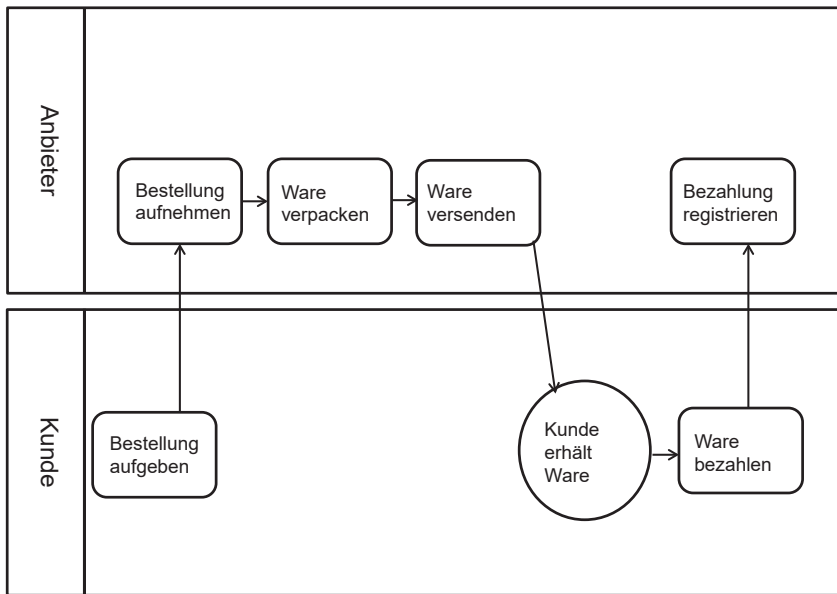 Anbieter
Bestellung
aufnehmen
Ware
verpacken
Ware
versenden
Bezahlung
registrieren
Kunde
Bestellung
aufgeben
Kunde
erhält
Ware
Ware
bezahlen